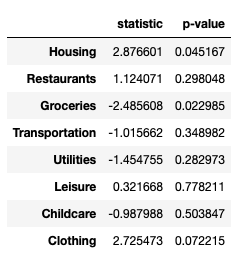 statistic p-value
Housing 2.876601 0.045167
Restaurants 1.124071 0.298048
Groceries -2.485608 0.022985
Transportation -1.015662 0.348982
Utilities -1.454755 0.282973
Leisure 0.321668 0.778211
Childcare -0.987988 0.503847
Clothing 2.725473 0.072215